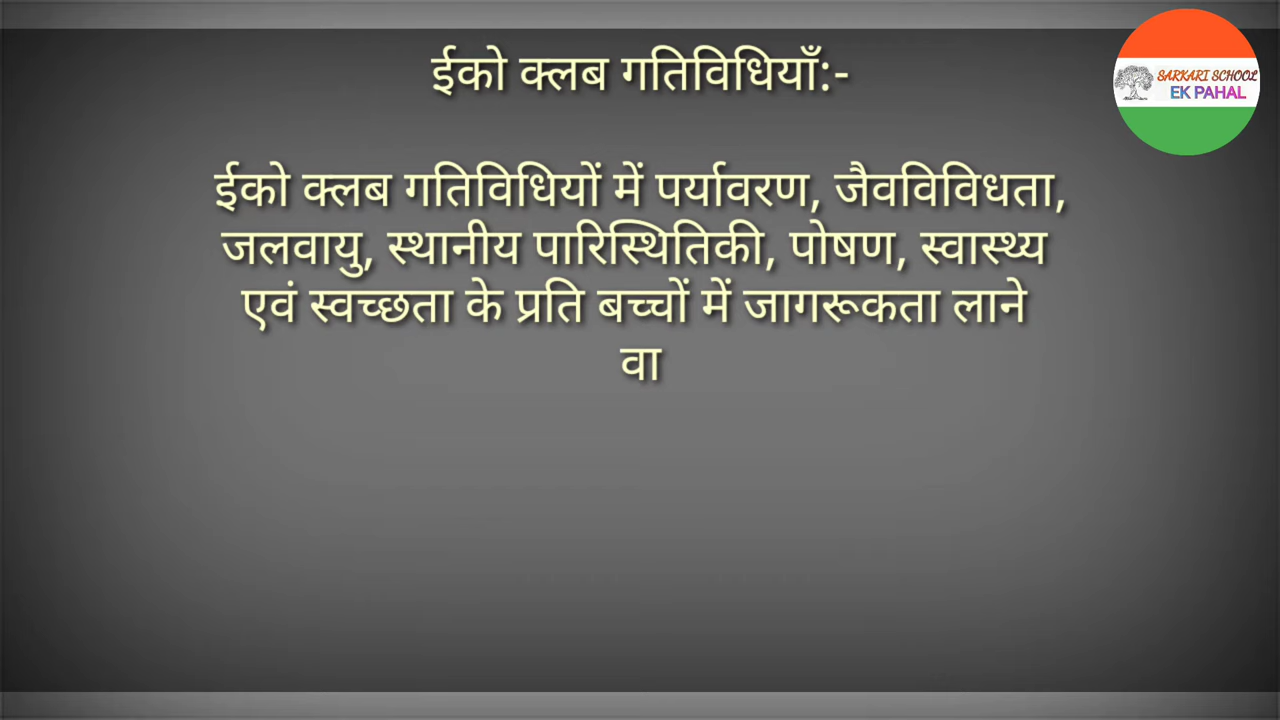 ईको क्लब गतिविधियाँ:-
SARKARI SCHOOL
EK PAHAL
ईको क्लब गतिविधियों में पर्यावरण, जैवविविधता,
जलवायु, स्थानीय पारिस्थितिकी, पोषण, स्वास्थ्य
एवं स्वच्छता के प्रति बच्चों में जागरूकता लाने
वा